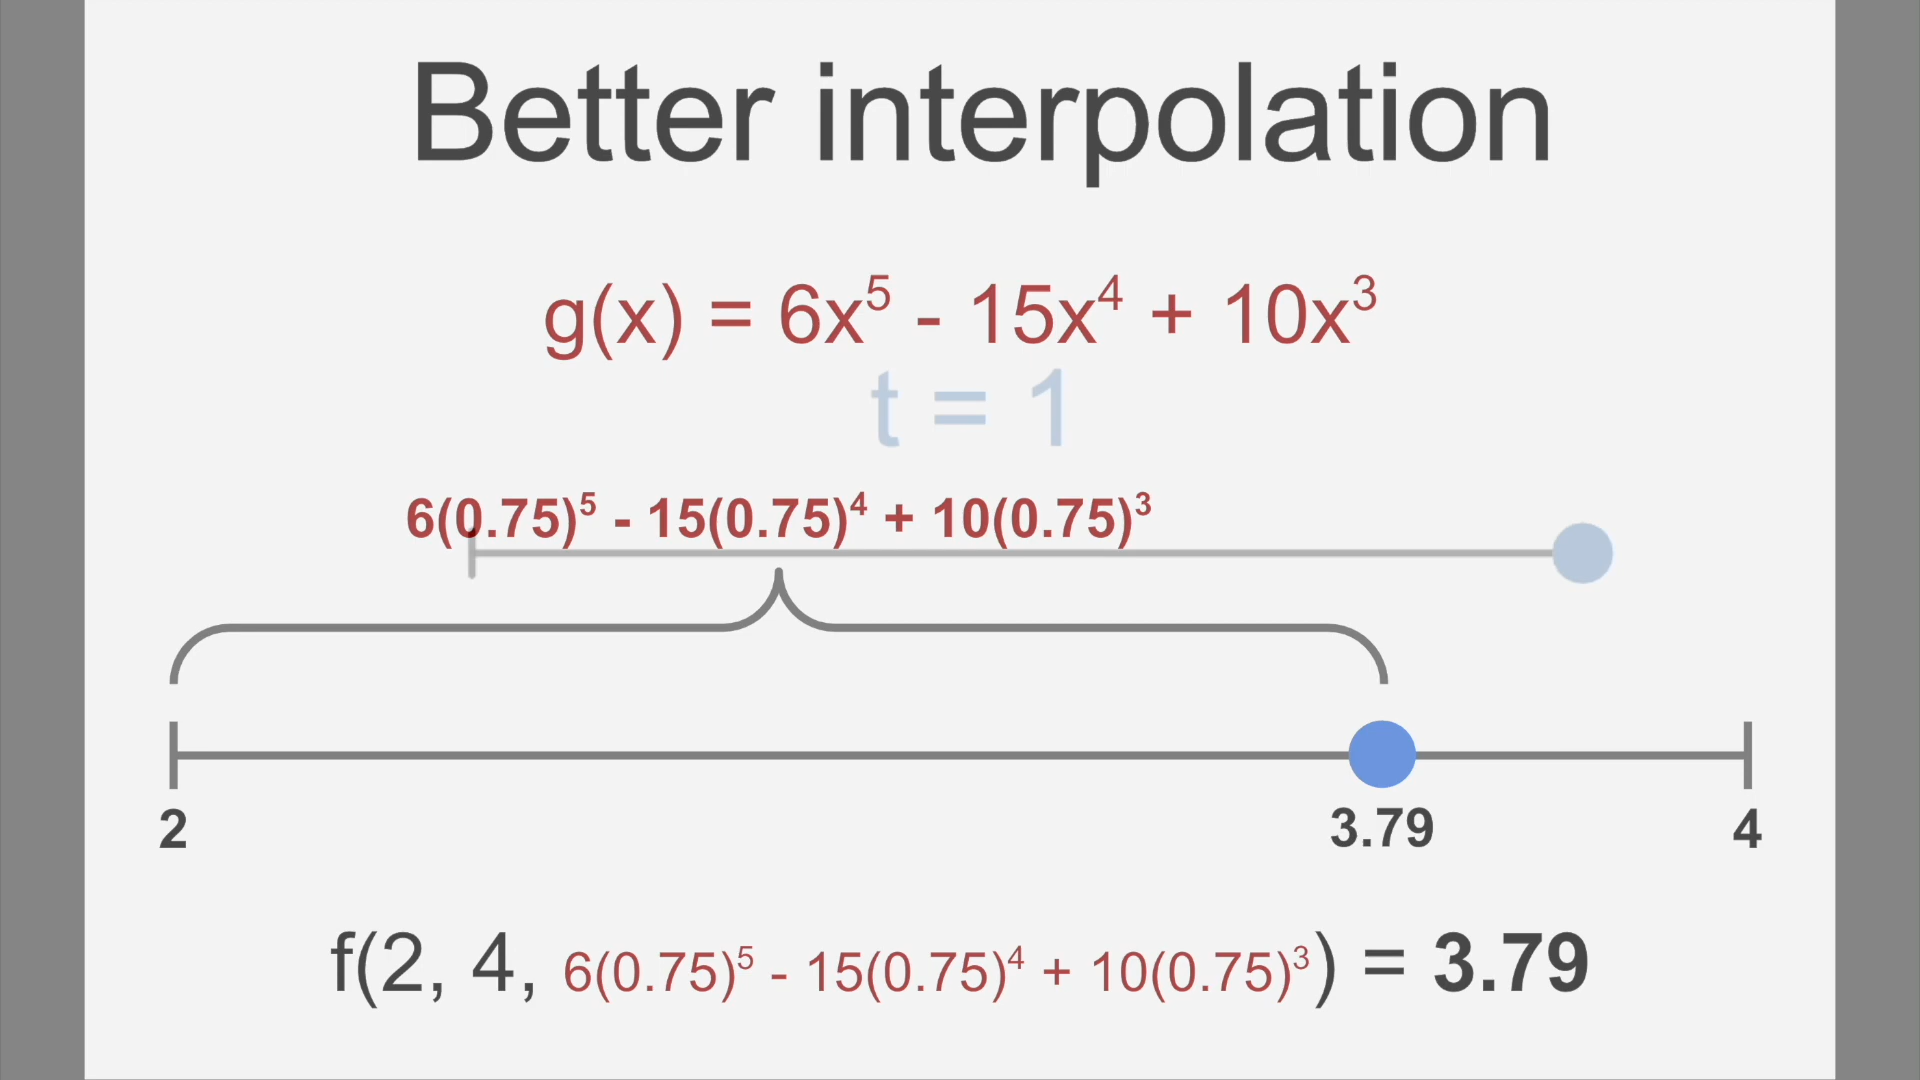 Better interpolation
g(x) = 6x⁵ - 15x⁴ + 10x³
t = 1
6(0.75)⁵ - 15(0.75)⁴ + 10(0.75)³
2 3.79 4
f(2, 4, 6(0.75)⁵ - 15(0.75)⁴ + 10(0.75)³) = 3.79